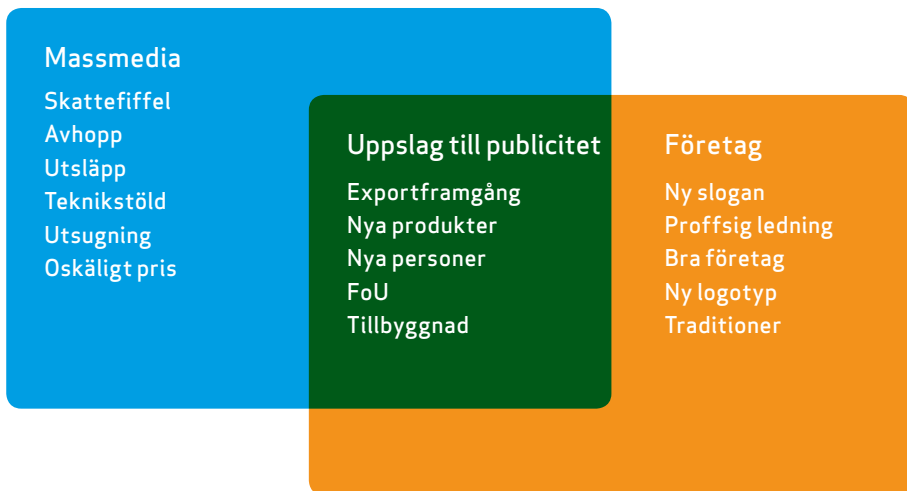 Massmedia
Skattefiffel
Avhopp
Utsläpp
Teknikstöld
Utsugning
Oskäligt pris
Uppslag till publicitet
Exportframgång
Nya produkter
Nya personer
FoU
Tillbyggnad
Företag
Ny slogan
Proffsig ledning
Bra företag
Ny logotyp
Traditioner